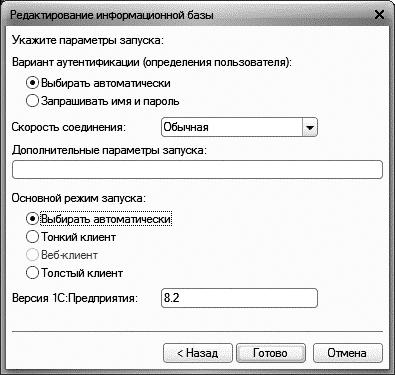 Редактирование информационной базы
Укажите параметры запуска:
Вариант аутентификации (определения пользователя):
Выбирать автоматически
Запрашивать имя и пароль
Скорость соединения: Обычная
Дополнительные параметры запуска:
Основной режим запуска:
Выбирать автоматически
Тонкий клиент
Веб-клиент
Толстый клиент
Версия 1С:Предприятия: 8.2
< Назад Готово Отмена